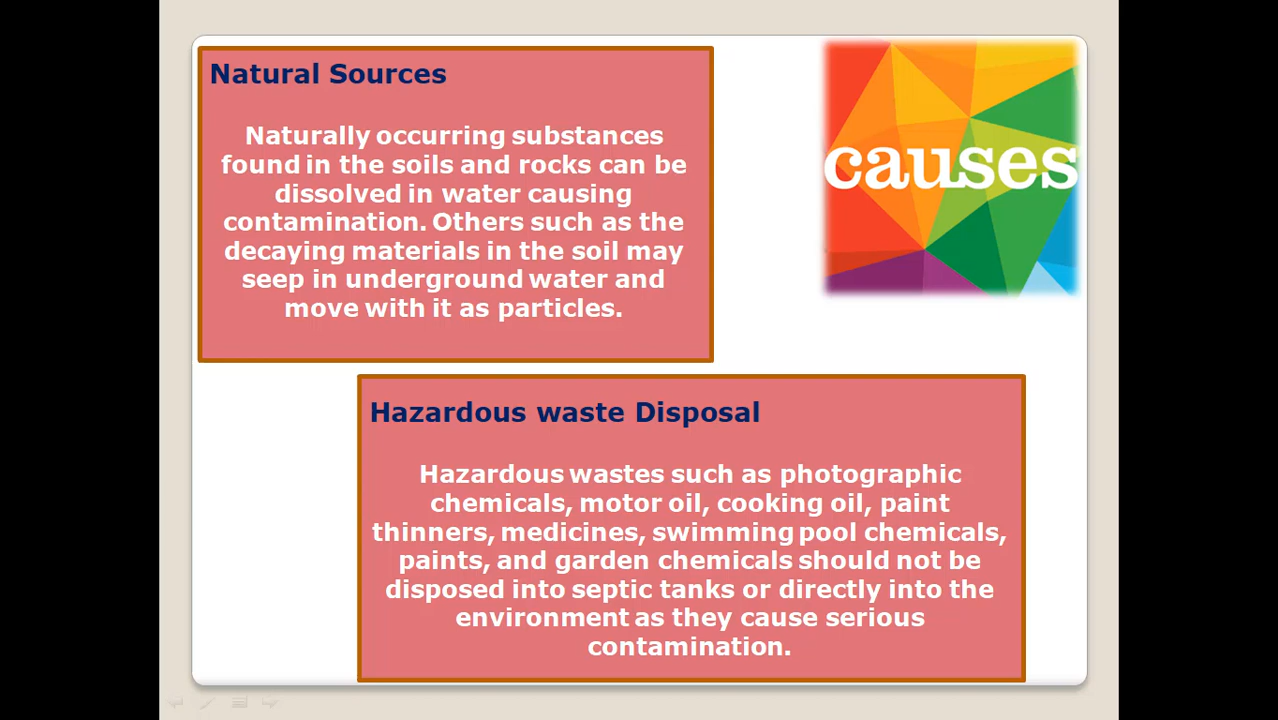 Natural Sources
Naturally occurring substances
found in the soils and rocks can be
dissolved in water causing
contamination. Others such as the
decaying materials in the soil may
seep in underground water and
move with it as particles.
causes
Hazardous waste Disposal
Hazardous wastes such as photographic
chemicals, motor oil, cooking oil, paint
thinners, medicines, swimming pool chemicals,
paints, and garden chemicals should not be
disposed into septic tanks or directly into the
environment as they cause serious
contamination.